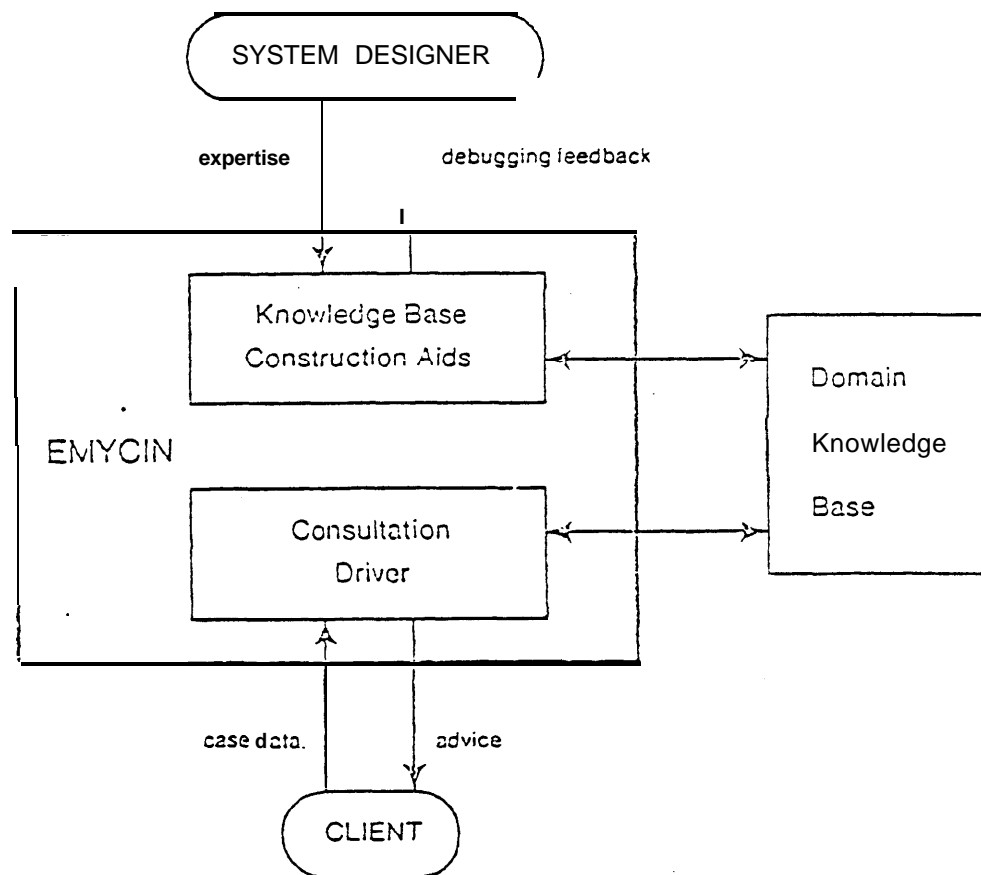 SYSTEM DESIGNER
expertise
debugging feedback
Knowledge Base
Construction Aids
Domain
Knowledge
Base
EMYCIN
Consultation
Driver
case data.
advice
CLIENT